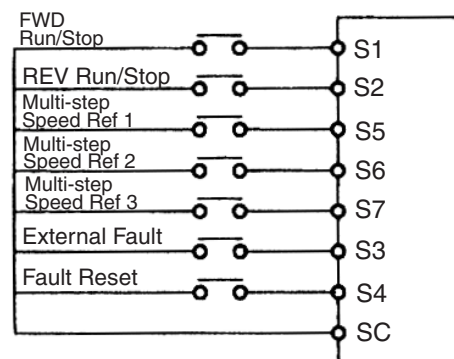 FWD
Run/Stop
S1
REV Run/Stop
S2
Multi-step
Speed Ref 1
S5
Multi-step
Speed Ref 2
S6
Multi-step
Speed Ref 3
S7
External Fault
S3
Fault Reset
S4
SC